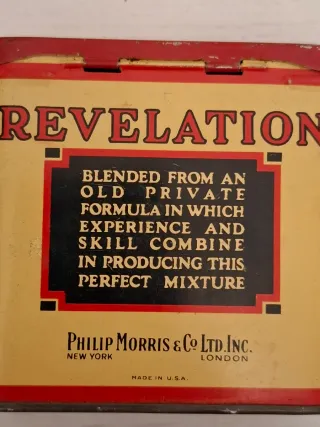 REVELATION
BLENDED FROM AN
OLD PRIVATE
FORMULA IN WHICH
EXPERIENCE AND
SKILL COMBINE
IN PRODUCING THIS
PERFECT MIXTURE
PHILIP MORRIS & Co LTD. INC.
NEW YORK LONDON
MADE IN U.S.A.